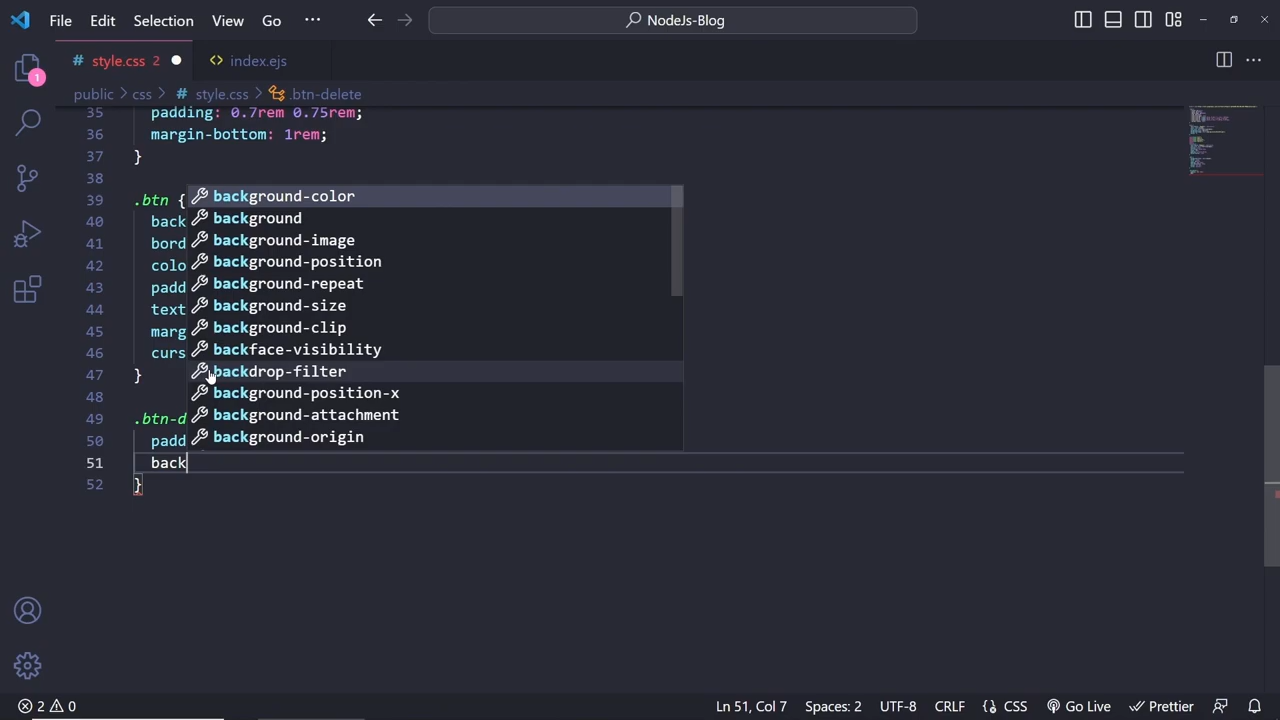 File Edit Selection View Go ··· NodeJs-Blog
# style.css 2 index.ejs
public > css > # style.css > .btn-delete
35 padding: 0.7rem 0.75rem;
36 margin-bottom: 1rem;
37 }
38
39 .btn {
background-color
40 back
background
41 bord
background-image
42 colo
background-position
43 padd
background-repeat
44 text
background-size
45 marg
background-clip
46 curs
backface-visibility
47 }
backdrop-filter
48
background-position-x
49 .btn-d
background-attachment
50 padd
background-origin
51 back
52 }
1
2 0 Ln 51, Col 7 Spaces: 2 UTF-8 CRLF {} CSS Go Live Prettier